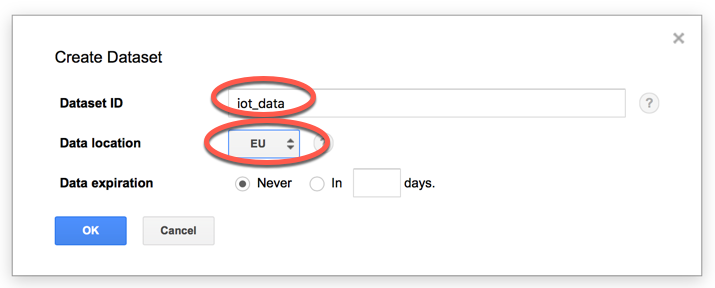 Create Dataset
Dataset ID iot_data ?
Data location EU
Data expiration Never In days.
OK Cancel